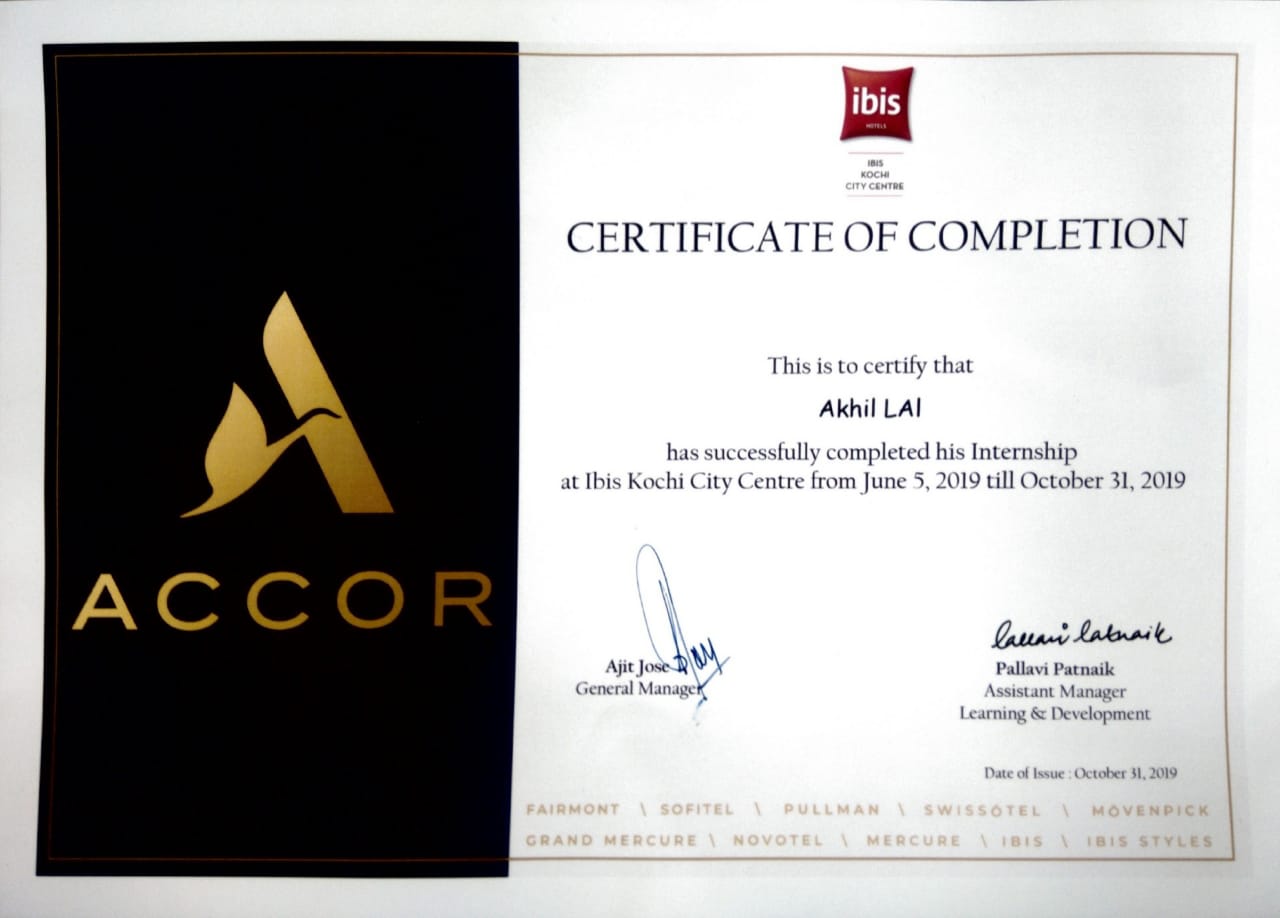 ibis
HOTELS
IBIS
KOCHI
CITY CENTRE
CERTIFICATE OF COMPLETION
This is to certify that
Akhil LAl
has successfully completed his Internship
at Ibis Kochi City Centre from June 5, 2019 till October 31, 2019
ACCOR
Ajit Jose
General Manager
Pallavi Patnaik
Assistant Manager
Learning & Development
Date of Issue : October 31, 2019
FAIRMONT \ SOFITEL \ PULLMAN \ SWISSÔTEL \ MÖVENPICK
GRAND MERCURE \ NOVOTEL \ MERCURE \ IBIS \ IBIS STYLES